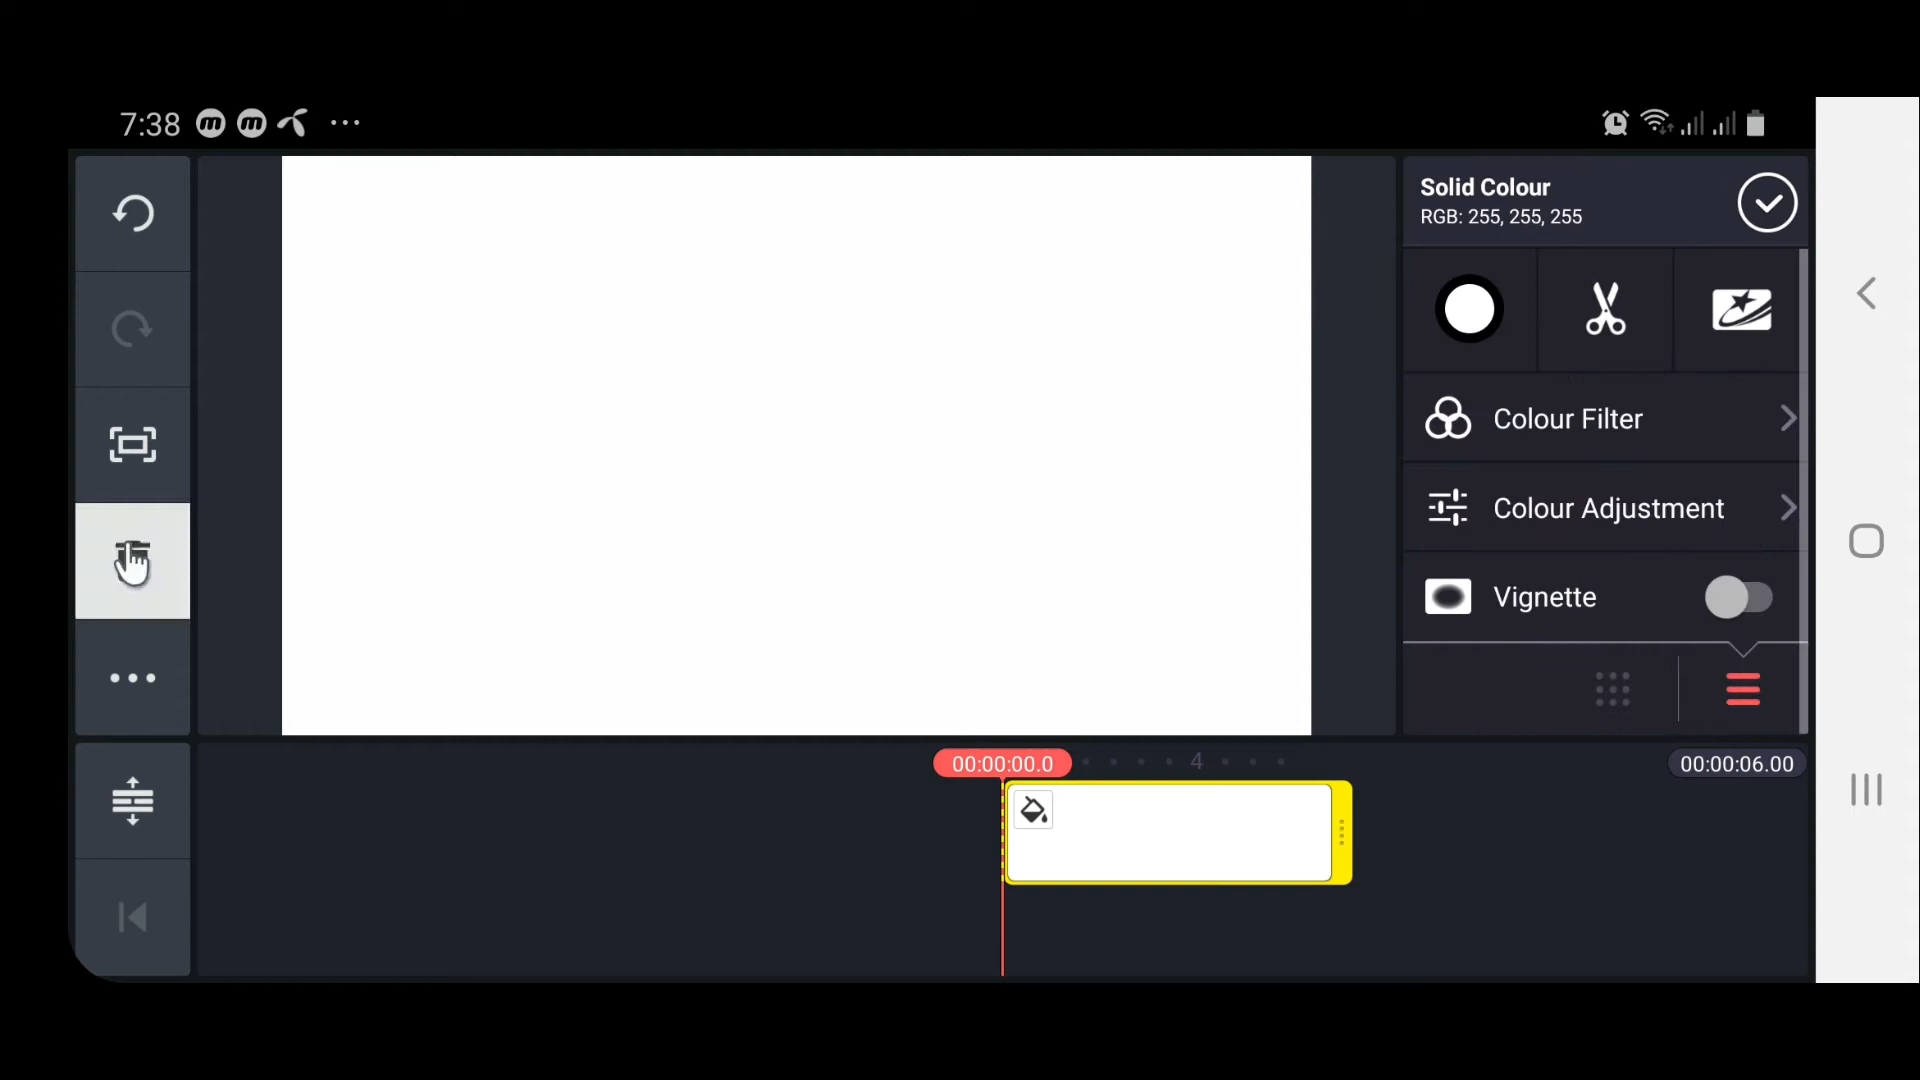 7:38
Solid Colour
RGB: 255, 255, 255
Colour Filter
Colour Adjustment
Vignette
00:00:00.0
4
00:00:06.00